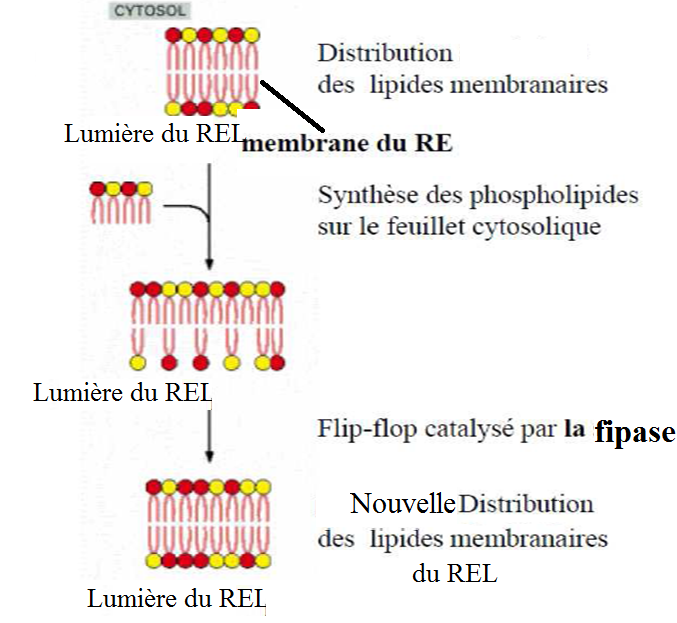 CYTOSOL
Distribution
des lipides membranaires
Lumière du REL
membrane du RE
Synthèse des phospholipides
sur le feuillet cytosolique
Lumière du REL
Flip-flop catalysé par la fipase
Nouvelle Distribution
des lipides membranaires
du REL
Lumière du REL